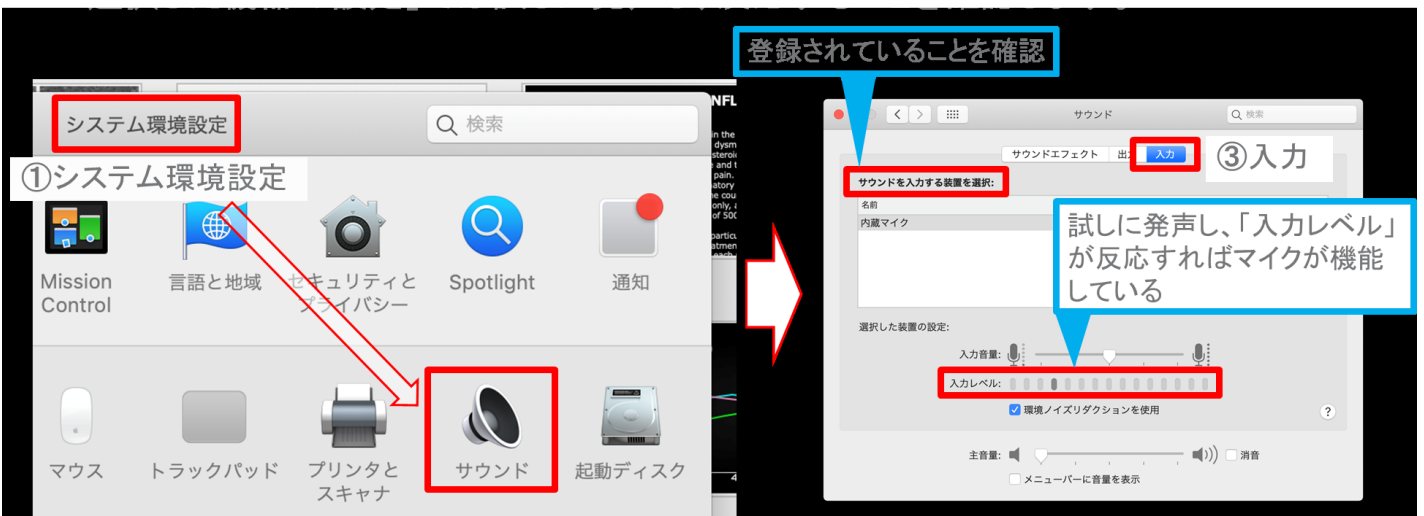 登録されていることを確認
システム環境設定
検索
①システム環境設定
Mission
Control
言語と地域
セキュリティと
プライバシー
Spotlight
通知
マウス
トラックパッド
プリンタと
スキャナ
サウンド
起動ディスク
サウンド
検索
サウンドエフェクト
入力
③入力
サウンドを入力する装置を選択:
名前
内蔵マイク
試しに発声し、「入力レベル」
が反応すればマイクが機能
している
選択した装置の設定:
入力音量:
入力レベル:
環境ノイズリダクションを使用
?
主音量:
消音
メニューバーに音量を表示